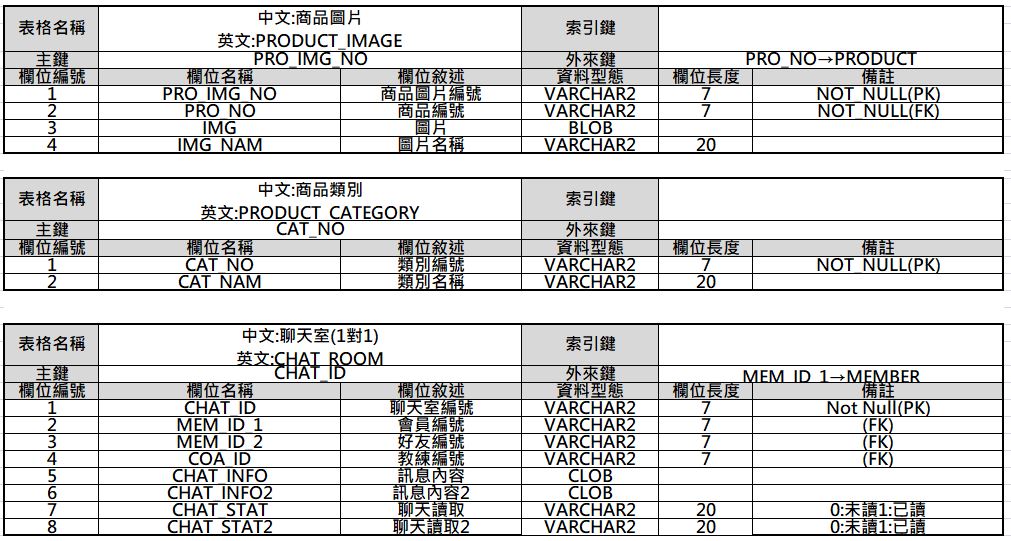 表格名稱 中文:商品圖片 索引鍵
英文:PRODUCT_IMAGE
主鍵 PRO_IMG_NO 外來鍵 PRO_NO→PRODUCT
欄位編號 欄位名稱 欄位敘述 資料型態 欄位長度 備註
1 PRO_IMG_NO 商品圖片編號 VARCHAR2 7 NOT_NULL(PK)
2 PRO_NO 商品編號 VARCHAR2 7 NOT_NULL(FK)
3 IMG 圖片 BLOB
4 IMG_NAM 圖片名稱 VARCHAR2 20
表格名稱 中文:商品類別 索引鍵
英文:PRODUCT_CATEGORY
主鍵 CAT_NO 外來鍵
欄位編號 欄位名稱 欄位敘述 資料型態 欄位長度 備註
1 CAT_NO 類別編號 VARCHAR2 7 NOT_NULL(PK)
2 CAT_NAM 類別名稱 VARCHAR2 20
表格名稱 中文:聊天室(1對1) 索引鍵
英文:CHAT_ROOM
主鍵 CHAT_ID 外來鍵 MEM_ID_1→MEMBER
欄位編號 欄位名稱 欄位敘述 資料型態 欄位長度 備註
1 CHAT_ID 聊天室編號 VARCHAR2 7 Not Null(PK)
2 MEM_ID_1 會員編號 VARCHAR2 7 (FK)
3 MEM_ID_2 好友編號 VARCHAR2 7 (FK)
4 COA_ID 教練編號 VARCHAR2 7 (FK)
5 CHAT_INFO 訊息內容 CLOB
6 CHAT_INFO2 訊息內容2 CLOB
7 CHAT_STAT 聊天讀取 VARCHAR2 20 0:未讀1:已讀
8 CHAT_STAT2 聊天讀取2 VARCHAR2 20 0:未讀1:已讀